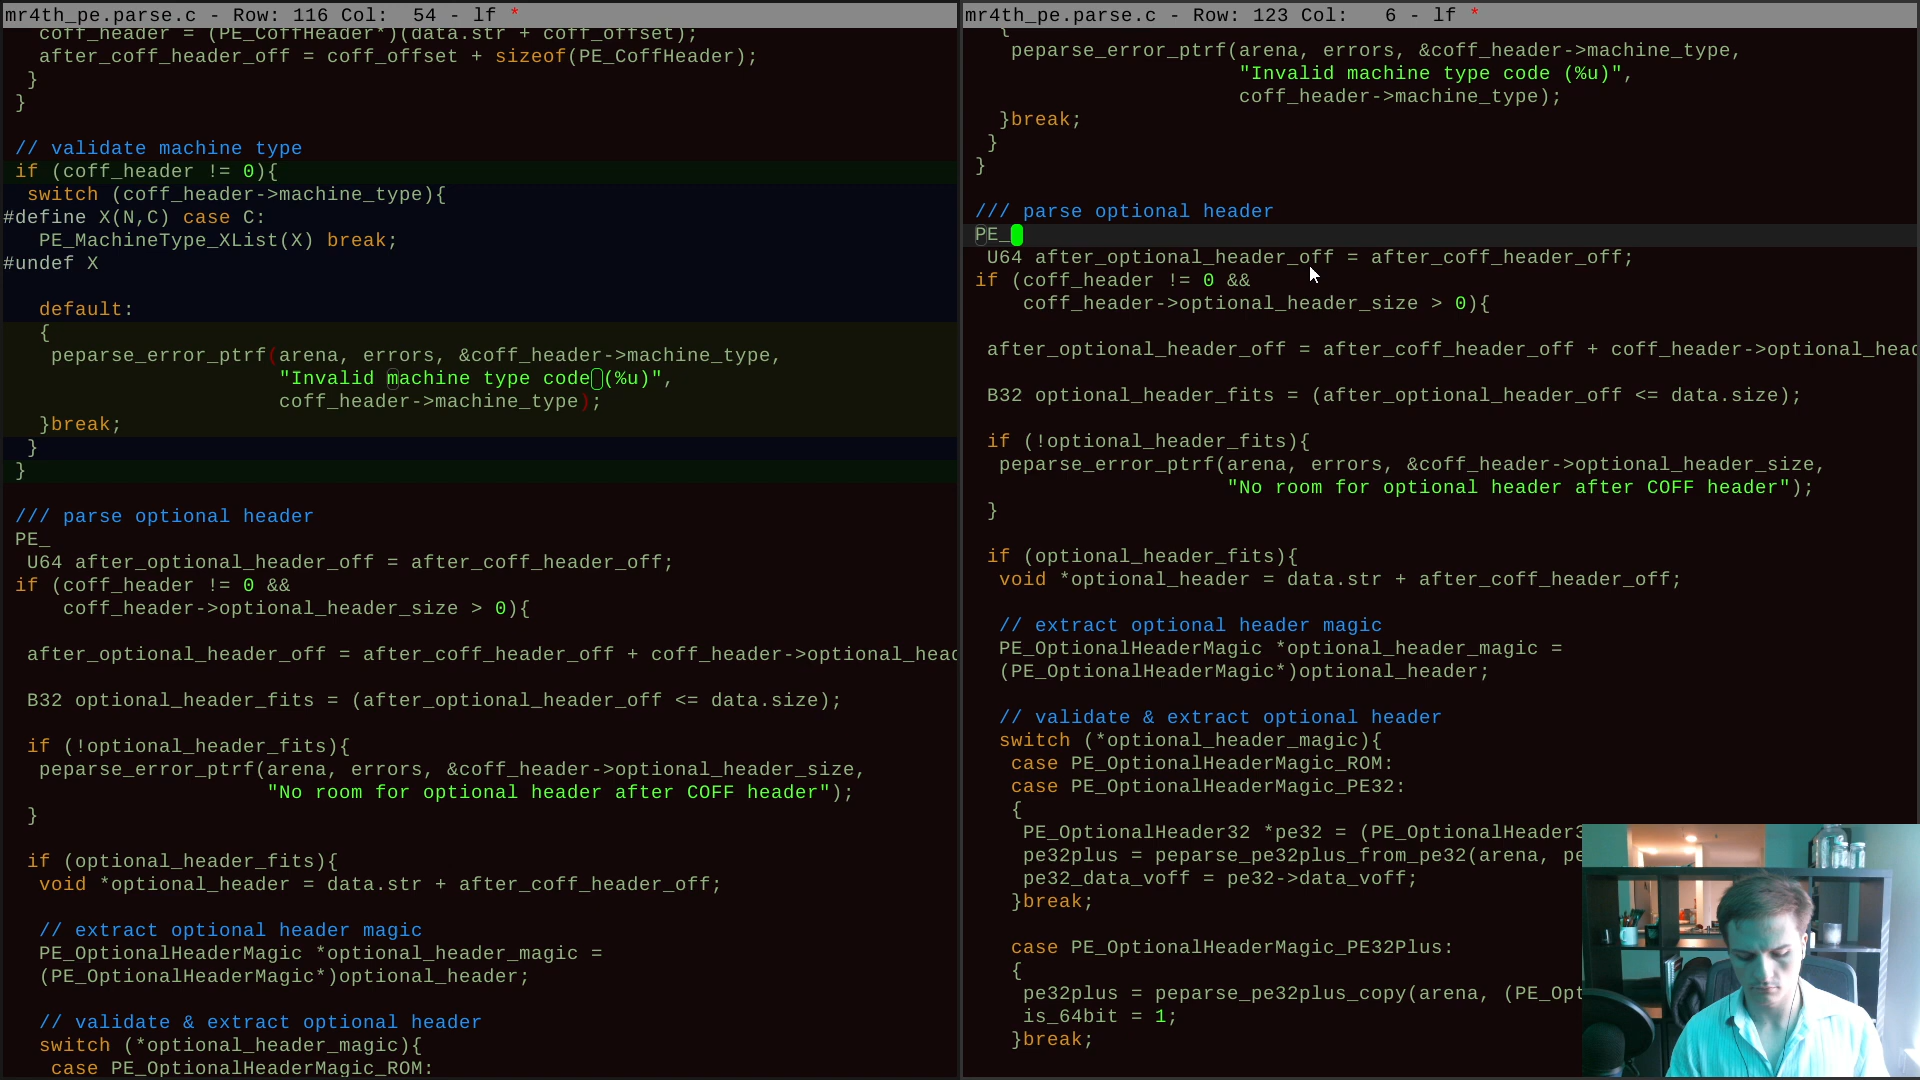 mr4th_pe.parse.c - Row: 116 Col:  54 - lf *
coff_header = (PE_CoffHeader*)(data.str + coff_offset);
after_coff_header_off = coff_offset + sizeof(PE_CoffHeader);
}
}
// validate machine type
if (coff_header != 0){
switch (coff_header->machine_type){
#define X(N,C) case C:
PE_MachineType_XList(X) break;
#undef X
default:
{
peparse_error_ptrf(arena, errors, &coff_header->machine_type,
"Invalid machine type code (%u)",
coff_header->machine_type);
}break;
}
}
/// parse optional header
PE_
U64 after_optional_header_off = after_coff_header_off;
if (coff_header != 0 &&
coff_header->optional_header_size > 0){
after_optional_header_off = after_coff_header_off + coff_header->optional_head
B32 optional_header_fits = (after_optional_header_off <= data.size);
if (!optional_header_fits){
peparse_error_ptrf(arena, errors, &coff_header->optional_header_size,
"No room for optional header after COFF header");
}
if (optional_header_fits){
void *optional_header = data.str + after_coff_header_off;
// extract optional header magic
PE_OptionalHeaderMagic *optional_header_magic =
(PE_OptionalHeaderMagic*)optional_header;
// validate & extract optional header
switch (*optional_header_magic){
case PE_OptionalHeaderMagic_ROM:
mr4th_pe.parse.c - Row: 123 Col:   6 - lf *
{
peparse_error_ptrf(arena, errors, &coff_header->machine_type,
"Invalid machine type code (%u)",
coff_header->machine_type);
}break;
}
}
/// parse optional header
PE_
U64 after_optional_header_off = after_coff_header_off;
if (coff_header != 0 &&
coff_header->optional_header_size > 0){
after_optional_header_off = after_coff_header_off + coff_header->optional_head
B32 optional_header_fits = (after_optional_header_off <= data.size);
if (!optional_header_fits){
peparse_error_ptrf(arena, errors, &coff_header->optional_header_size,
"No room for optional header after COFF header");
}
if (optional_header_fits){
void *optional_header = data.str + after_coff_header_off;
// extract optional header magic
PE_OptionalHeaderMagic *optional_header_magic =
(PE_OptionalHeaderMagic*)optional_header;
// validate & extract optional header
switch (*optional_header_magic){
case PE_OptionalHeaderMagic_ROM:
case PE_OptionalHeaderMagic_PE32:
{
PE_OptionalHeader32 *pe32 = (PE_OptionalHeader3
pe32plus = peparse_pe32plus_from_pe32(arena, pe
pe32_data_voff = pe32->data_voff;
}break;
case PE_OptionalHeaderMagic_PE32Plus:
{
pe32plus = peparse_pe32plus_copy(arena, (PE_Opt
is_64bit = 1;
}break;